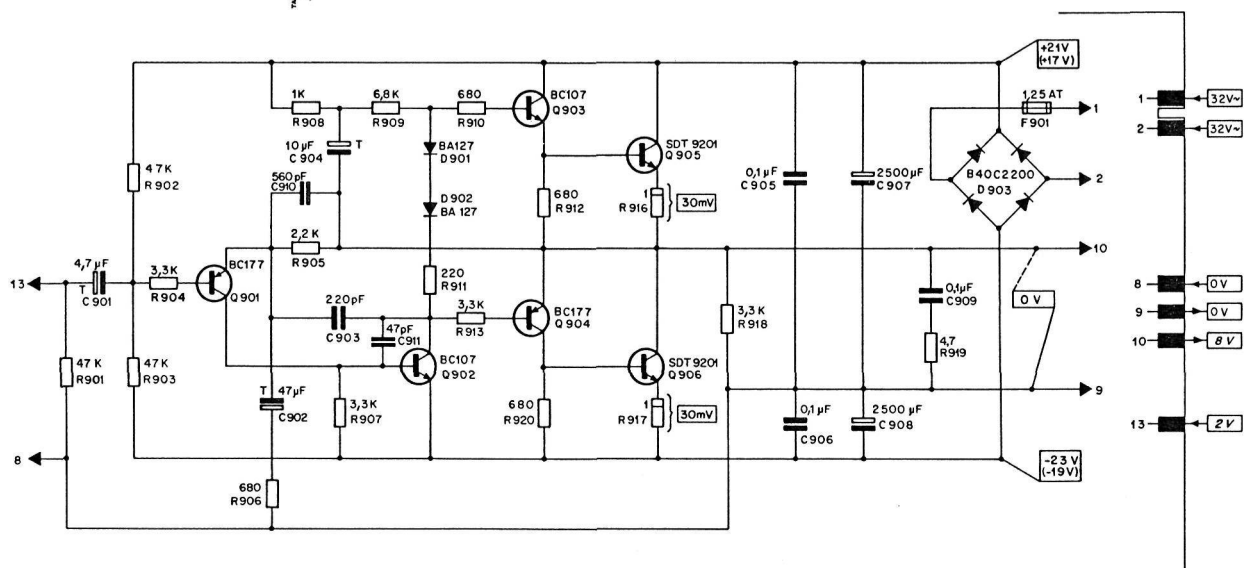 +21V
(+17V)
1K
R908
6,8K
R909
680
R910
BC107
Q903
1,25 AT
F901
1
1
32V~
2
32V~
10µF
C904
T
BA127
D901
SDT 9201
Q905
47K
R902
560pF
C910
D902
BA 127
680
R912
1
R916
30mV
0,1µF
C905
2500µF
C907
B40C2200
D903
2
2,2K
R905
10
4,7µF
T
C901
13
3,3K
R904
BC177
Q901
220
R911
0,1µF
C909
0V
8
0V
9
0V
10
8V
220pF
C903
47pF
C911
3,3K
R913
BC177
Q904
3,3K
R918
4,7
R919
47K
R901
47K
R903
BC107
Q902
SDT9201
Q906
T
47µF
C902
3,3K
R907
680
R920
1
R917
30mV
0,1µF
C906
2500 µF
C908
9
13
2V
8
680
R906
-23V
(-19V)